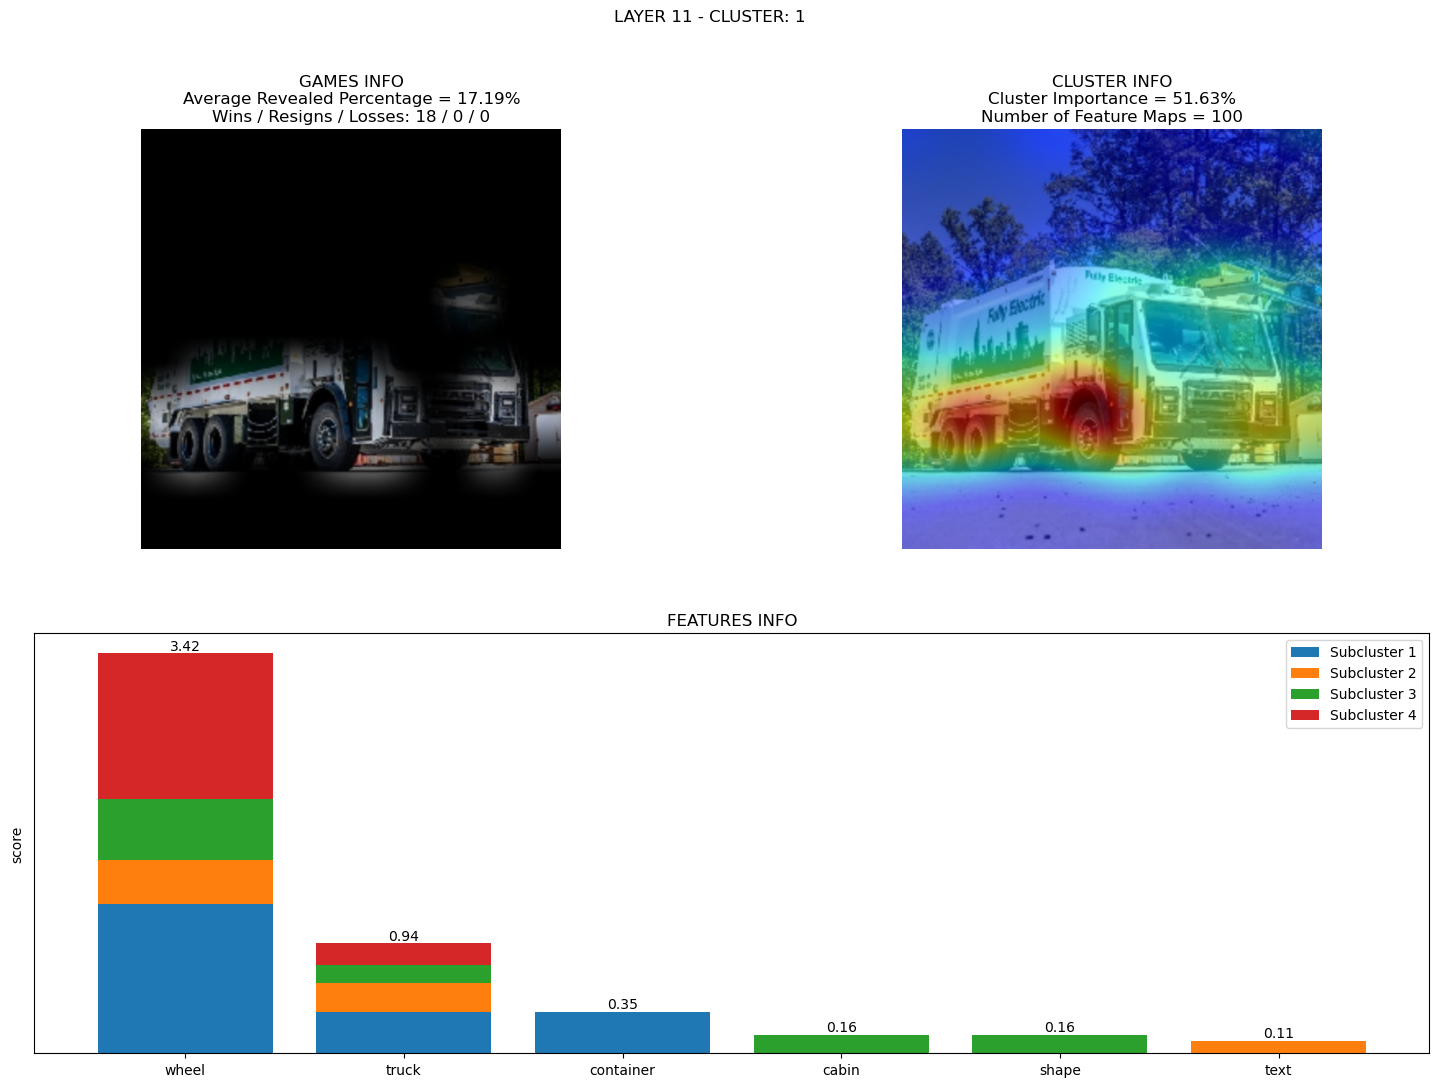 LAYER 11 - CLUSTER: 1
GAMES INFO
Average Revealed Percentage = 17.19%
Wins / Resigns / Losses: 18 / 0 / 0
CLUSTER INFO
Cluster Importance = 51.63%
Number of Feature Maps = 100
Fully Electric
Fully Electric
FEATURES INFO
score
3.42
0.94
0.35
0.16
0.16
0.11
Subcluster 1
Subcluster 2
Subcluster 3
Subcluster 4
wheel
truck
container
cabin
shape
text